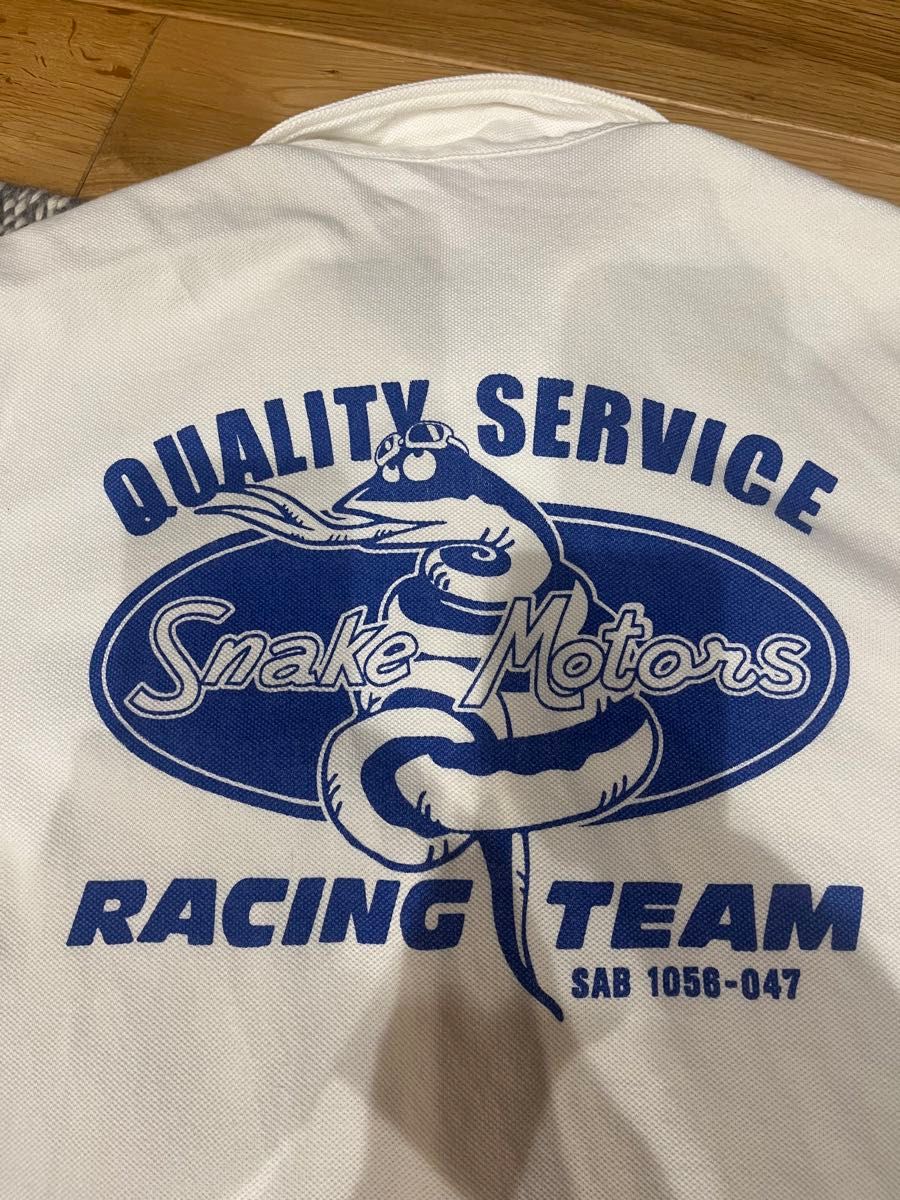 QUALITY SERVICE
Snake Motors
RACING TEAM
SAB 1056-047